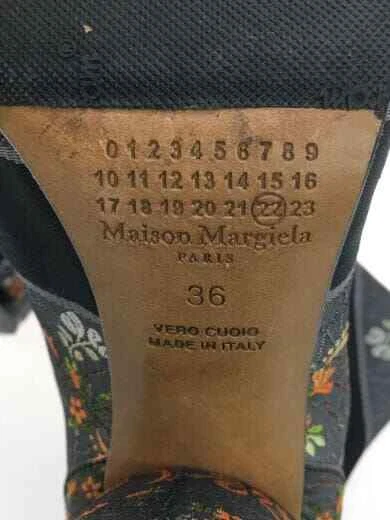 0 1 2 3 4 5 6 7 8 9
10 11 12 13 14 15 16
17 18 19 20 21 22 23
Maison Margiela
PARIS
36
VERO CUOIO
MADE IN ITALY